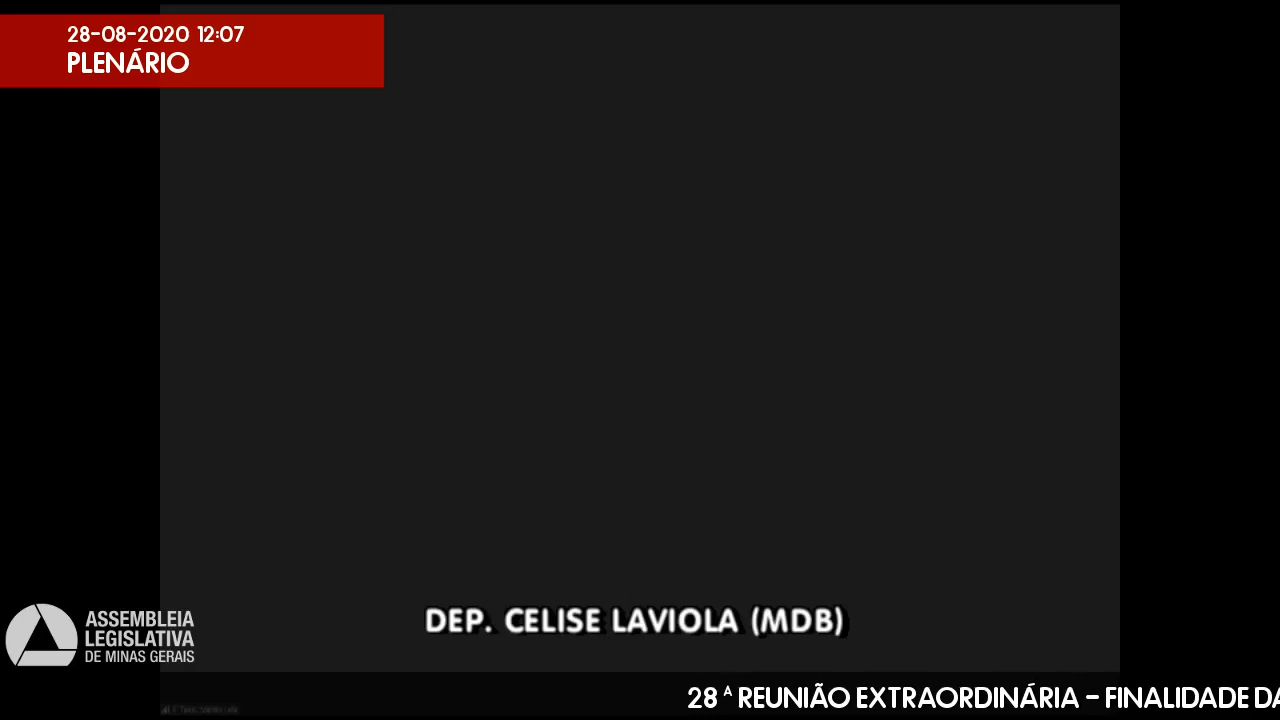 28-08-2020 12:07
PLENÁRIO
DEP. CELISE LAVIOLA (MDB)
ASSEMBLEIA
LEGISLATIVA
DE MINAS GERAIS
28ª REUNIÃO EXTRAORDINÁRIA - FINALIDADE DA